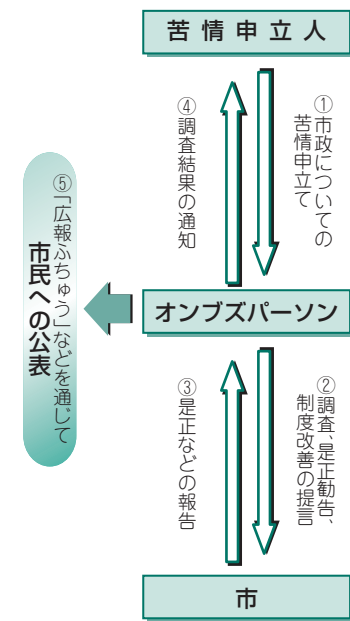 苦情申立人
①市政についての
苦情申立て
④調査結果の通知
オンブズパーソン
②調査、是正勧告、
制度改善の提言
③是正などの報告
市
⑤「広報ふちゅう」などを通じて
市民への公表